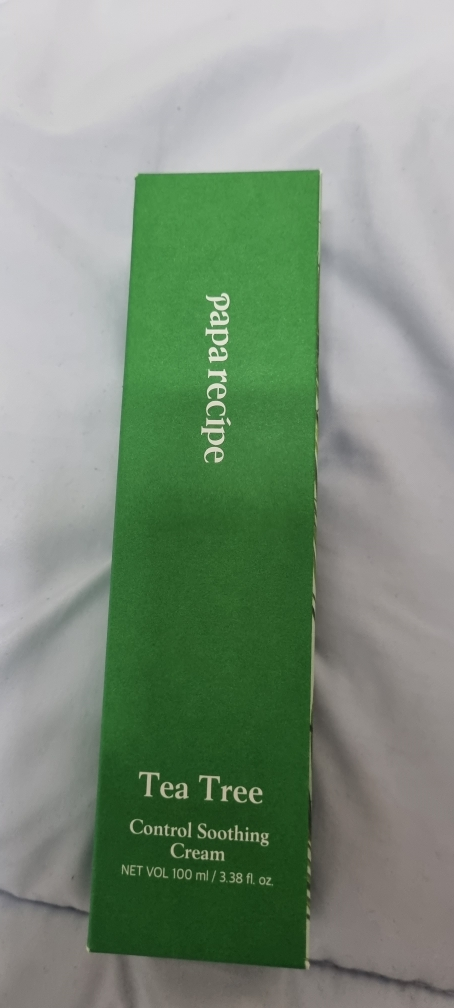 papa recipe
Tea Tree
Control Soothing
Cream
NET VOL 100 ml / 3.38 fl. oz.